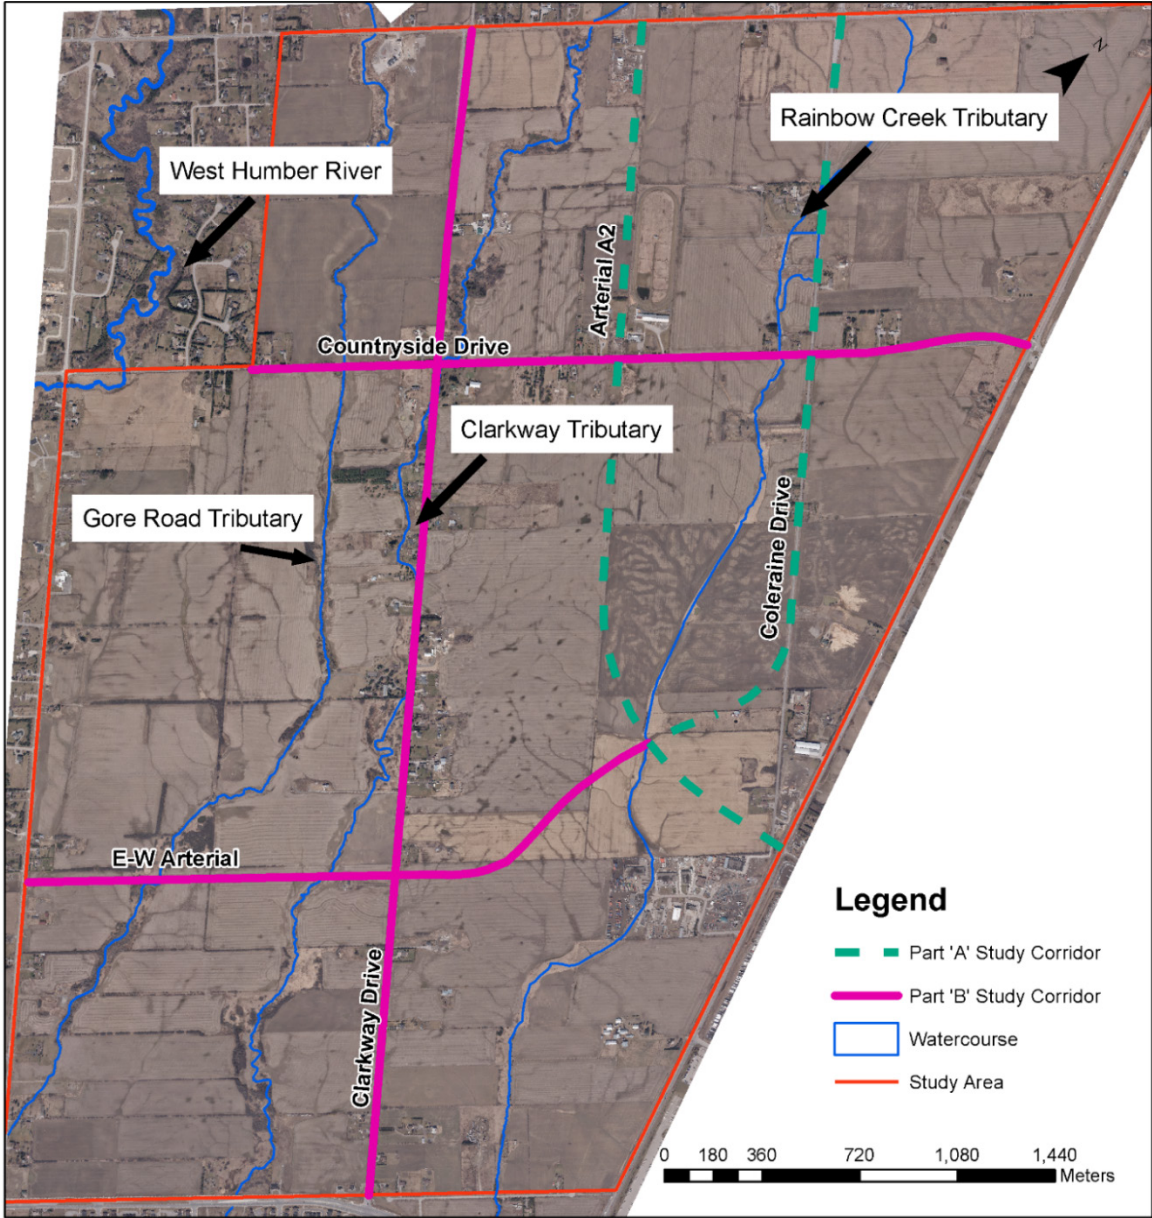 N
Rainbow Creek Tributary
West Humber River
Arterial A2
Countryside Drive
Clarkway Tributary
Gore Road Tributary
Coleraine Drive
E-W Arterial
Clarkway Drive
Legend
Part 'A' Study Corridor
Part 'B' Study Corridor
Watercourse
Study Area
0 180 360 720 1,080 1,440
Meters